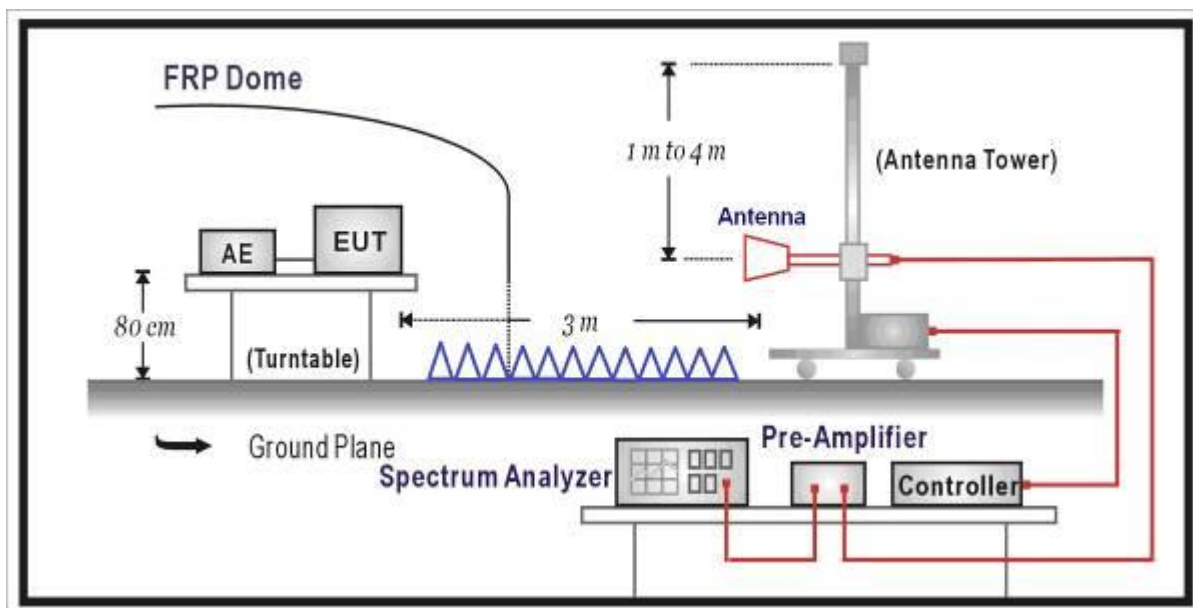 FRP Dome
1 m to 4 m
(Antenna Tower)
Antenna
AE
EUT
80 cm
3 m
(Turntable)
Ground Plane
Pre-Amplifier
Spectrum Analyzer
Controller